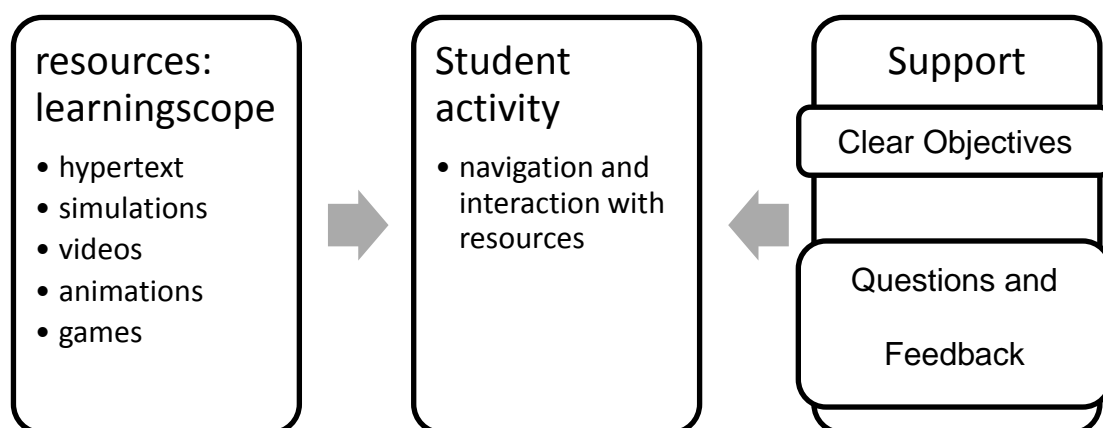 resources:
learningscope
• hypertext
• simulations
• videos
• animations
• games
Student
activity
• navigation and
interaction with
resources
Support
Clear Objectives
Questions and
Feedback